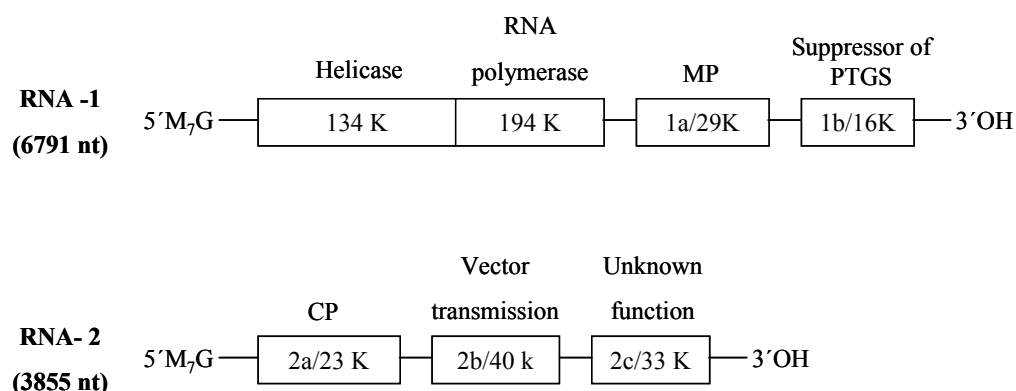 RNA
Helicase
polymerase
MP
Suppressor of
PTGS
RNA -1
(6791 nt)
5´M₇G
134 K
194 K
1a/29K
1b/16K
3´OH
Vector
Unknown
CP
transmission
function
RNA- 2
(3855 nt)
5´M₇G
2a/23 K
2b/40 k
2c/33 K
3´OH